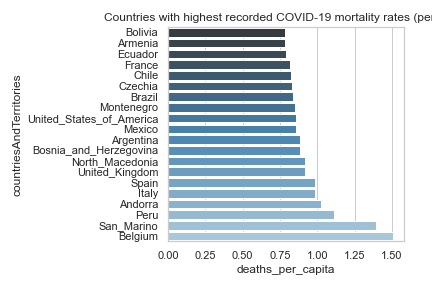 Countries with highest recorded COVID-19 mortality rates (per
countriesAndTerritories
Bolivia
Armenia
Ecuador
France
Chile
Czechia
Brazil
Montenegro
United_States_of_America
Mexico
Argentina
Bosnia_and_Herzegovina
North_Macedonia
United_Kingdom
Spain
Italy
Andorra
Peru
San_Marino
Belgium
0.00 0.25 0.50 0.75 1.00 1.25 1.50
deaths_per_capita